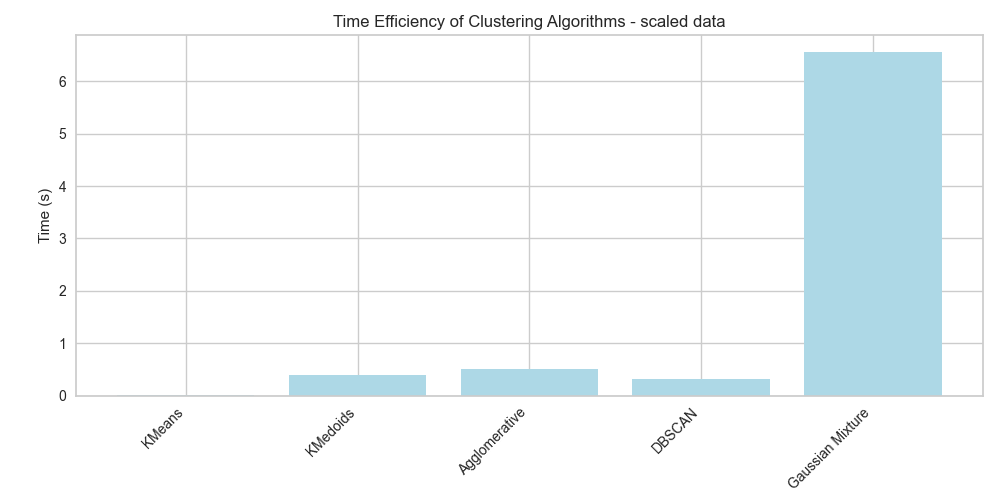 Time Efficiency of Clustering Algorithms - scaled data
Time (s)
6
5
4
3
2
1
0
KMeans
KMedoids
Agglomerative
DBSCAN
Gaussian Mixture